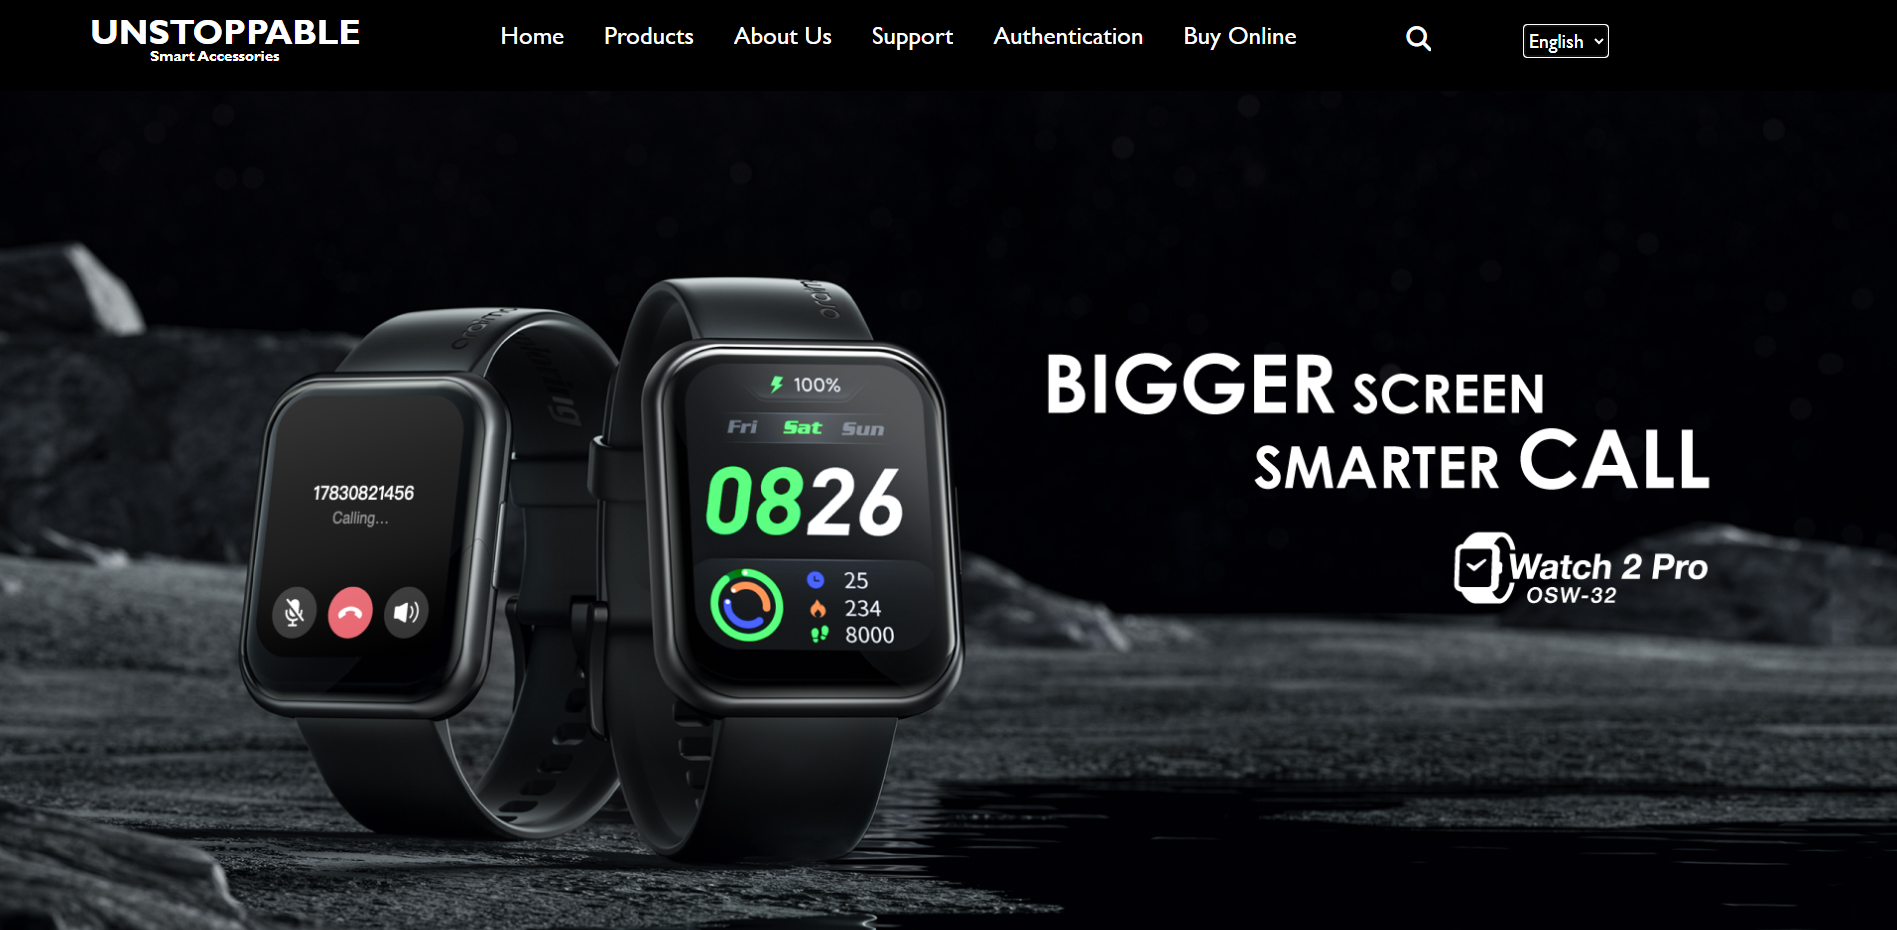 UNSTOPPABLE
Smart Accessories
Home Products About Us Support Authentication Buy Online
English
oraimo
100%
Fri Sat Sun
0826
25
234
8000
17830821456
Calling...
BIGGER SCREEN
SMARTER CALL
Watch 2 Pro
OSW-32